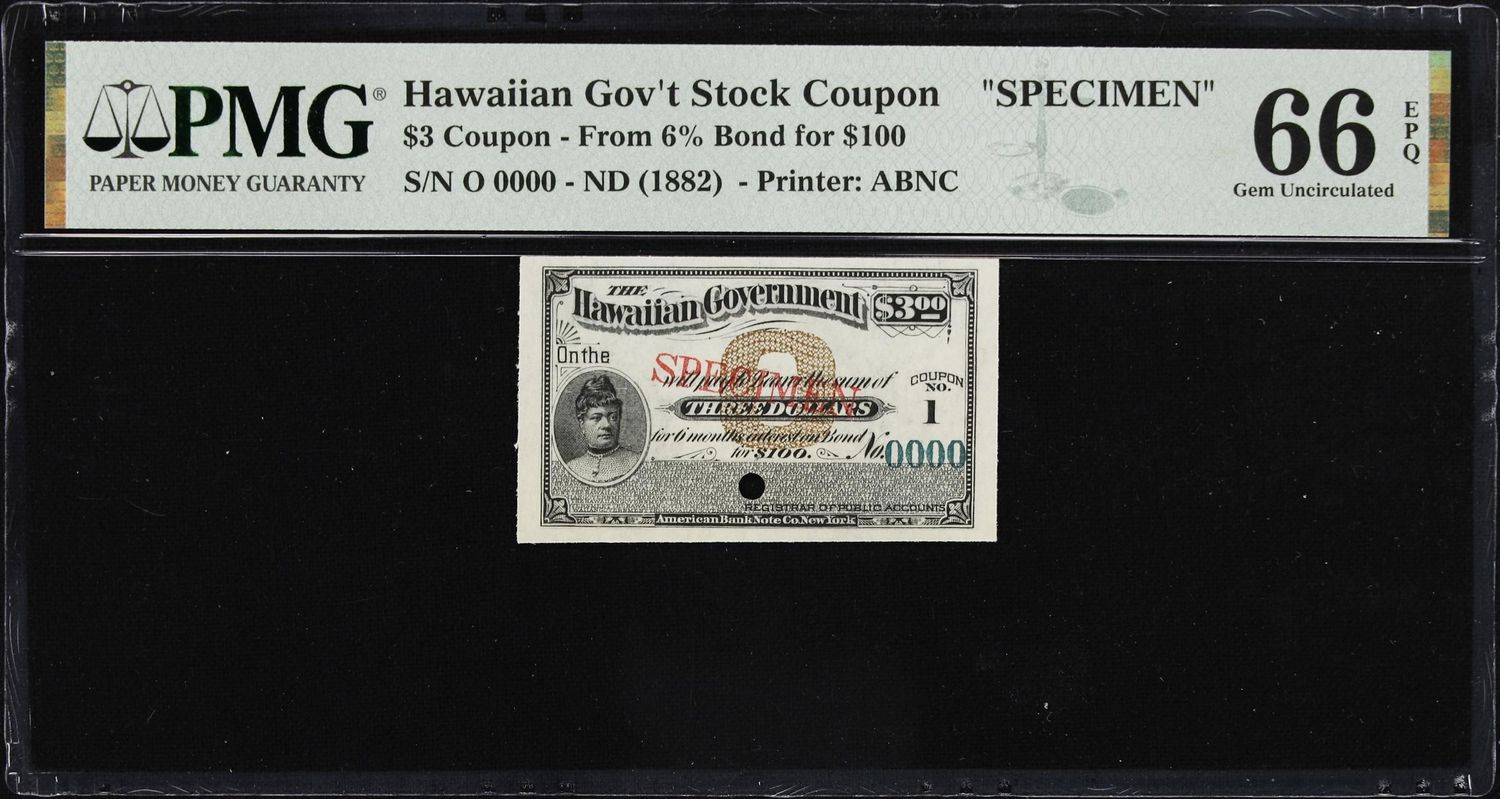 PMG®
PAPER MONEY GUARANTY
Hawaiian Gov't Stock Coupon "SPECIMEN"
$3 Coupon - From 6% Bond for $100
S/N O 0000 - ND (1882) - Printer: ABNC
66
EPQ
Gem Uncirculated
THE
Hawaiian Government
$3.00
On the
SPECIMEN
O
will pay to Bearer the sum of
COUPON
NO.
1
THREE DOLLARS
for 6 months interest on Bond
for $100.
No. 0000
REGISTRAR OF PUBLIC ACCOUNTS
American Bank Note Co. New York